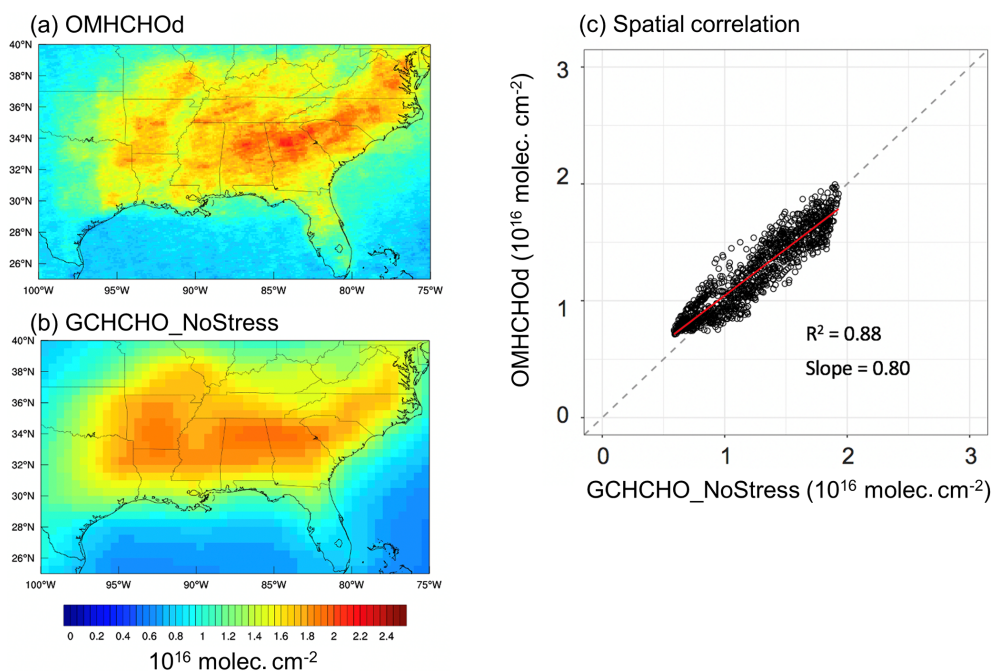 (a) OMHCHOd
40°N
38°N
36°N
34°N
32°N
30°N
28°N
26°N
100°W 95°W 90°W 85°W 80°W 75°W
(b) GCHCHO_NoStress
40°N
38°N
36°N
34°N
32°N
30°N
28°N
26°N
100°W 95°W 90°W 85°W 80°W 75°W
0 0.2 0.4 0.6 0.8 1 1.2 1.4 1.6 1.8 2 2.2 2.4
10¹⁶ molec. cm⁻²
(c) Spatial correlation
OMHCHOd (10¹⁶ molec. cm⁻²)
3
2
1
0
R² = 0.88
Slope = 0.80
0 1 2 3
GCHCHO_NoStress (10¹⁶ molec. cm⁻²)